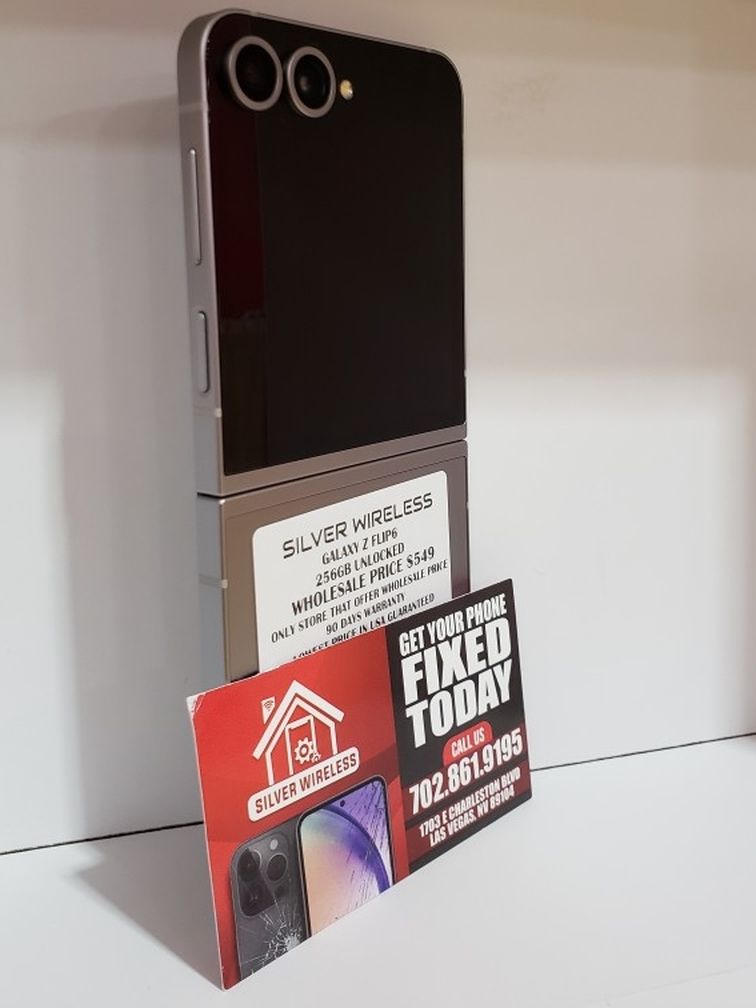 SILVER WIRELESS
GALAXY Z FLIP6
256GB UNLOCKED
WHOLESALE PRICE $549
ONLY STORE THAT OFFER WHOLESALE PRICE
90 DAYS WARRANTY
LOWEST PRICE IN USA GUARANTEED
SILVER WIRELESS
GET YOUR PHONE
FIXED
TODAY
CALL US
702.861.9195
1703 E CHARLESTON BLVD
LAS VEGAS, NV 89104